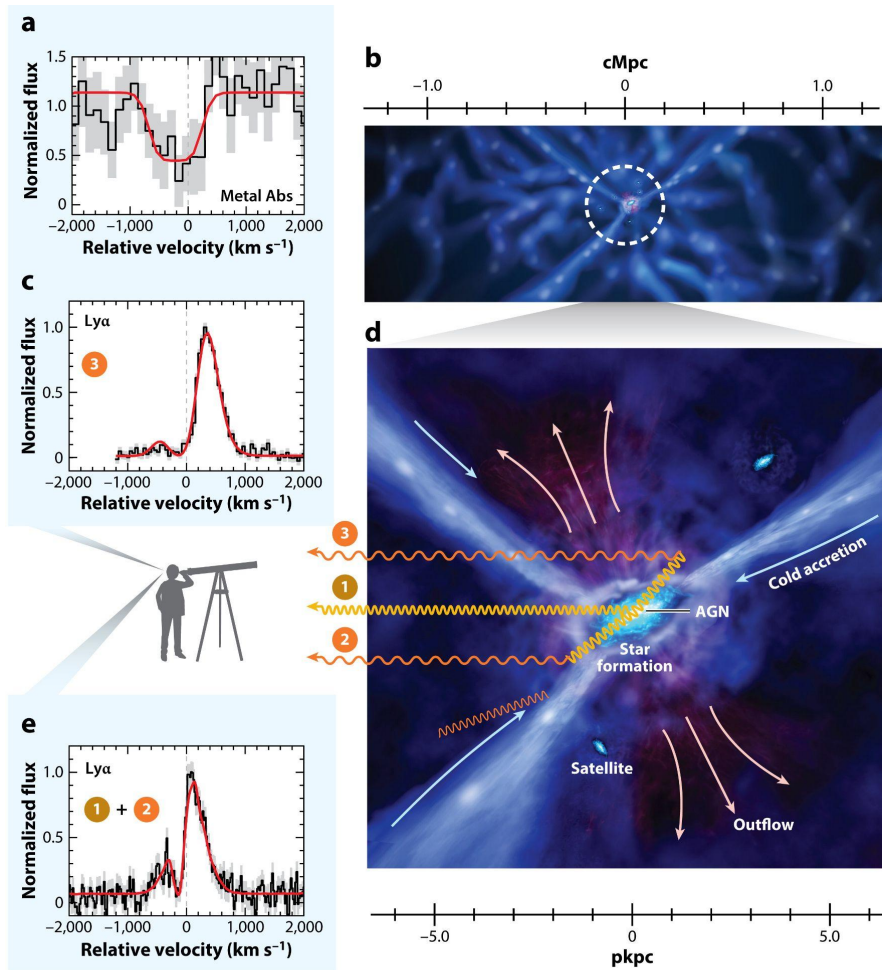 a
1.5
1.0
0.5
0
Normalized flux
Metal Abs
−2,000 −1,000 0 1,000 2,000
Relative velocity (km s−1)
b
cMpc
−1.0 0 1.0
c
Lyα
3
1.0
0.5
0
Normalized flux
−2,000 −1,000 0 1,000 2,000
Relative velocity (km s−1)
d
3
1
2
Cold accretion
AGN
Star
formation
Satellite
Outflow
−5.0 0 5.0
pkpc
e
Lyα
1 + 2
1.0
0.5
0
Normalized flux
−2,000 −1,000 0 1,000 2,000
Relative velocity (km s−1)